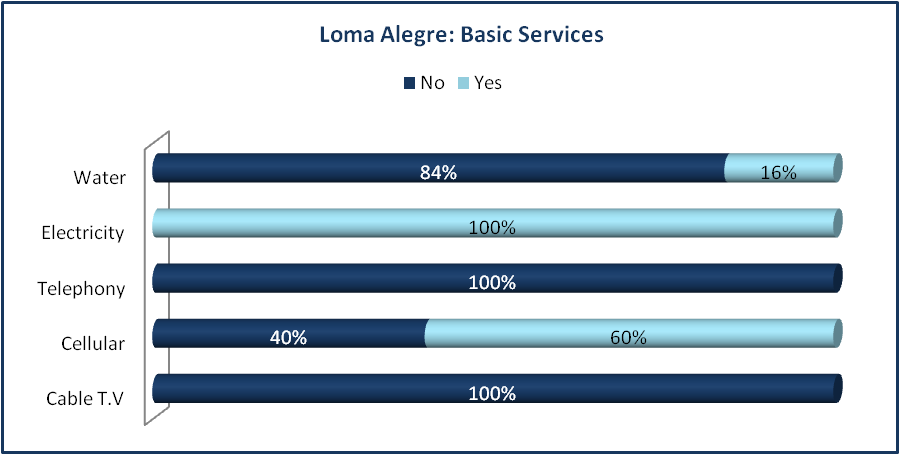 Loma Alegre: Basic Services
No Yes
Water 84% 16%
Electricity 100%
Telephony 100%
Cellular 40% 60%
Cable T.V 100%